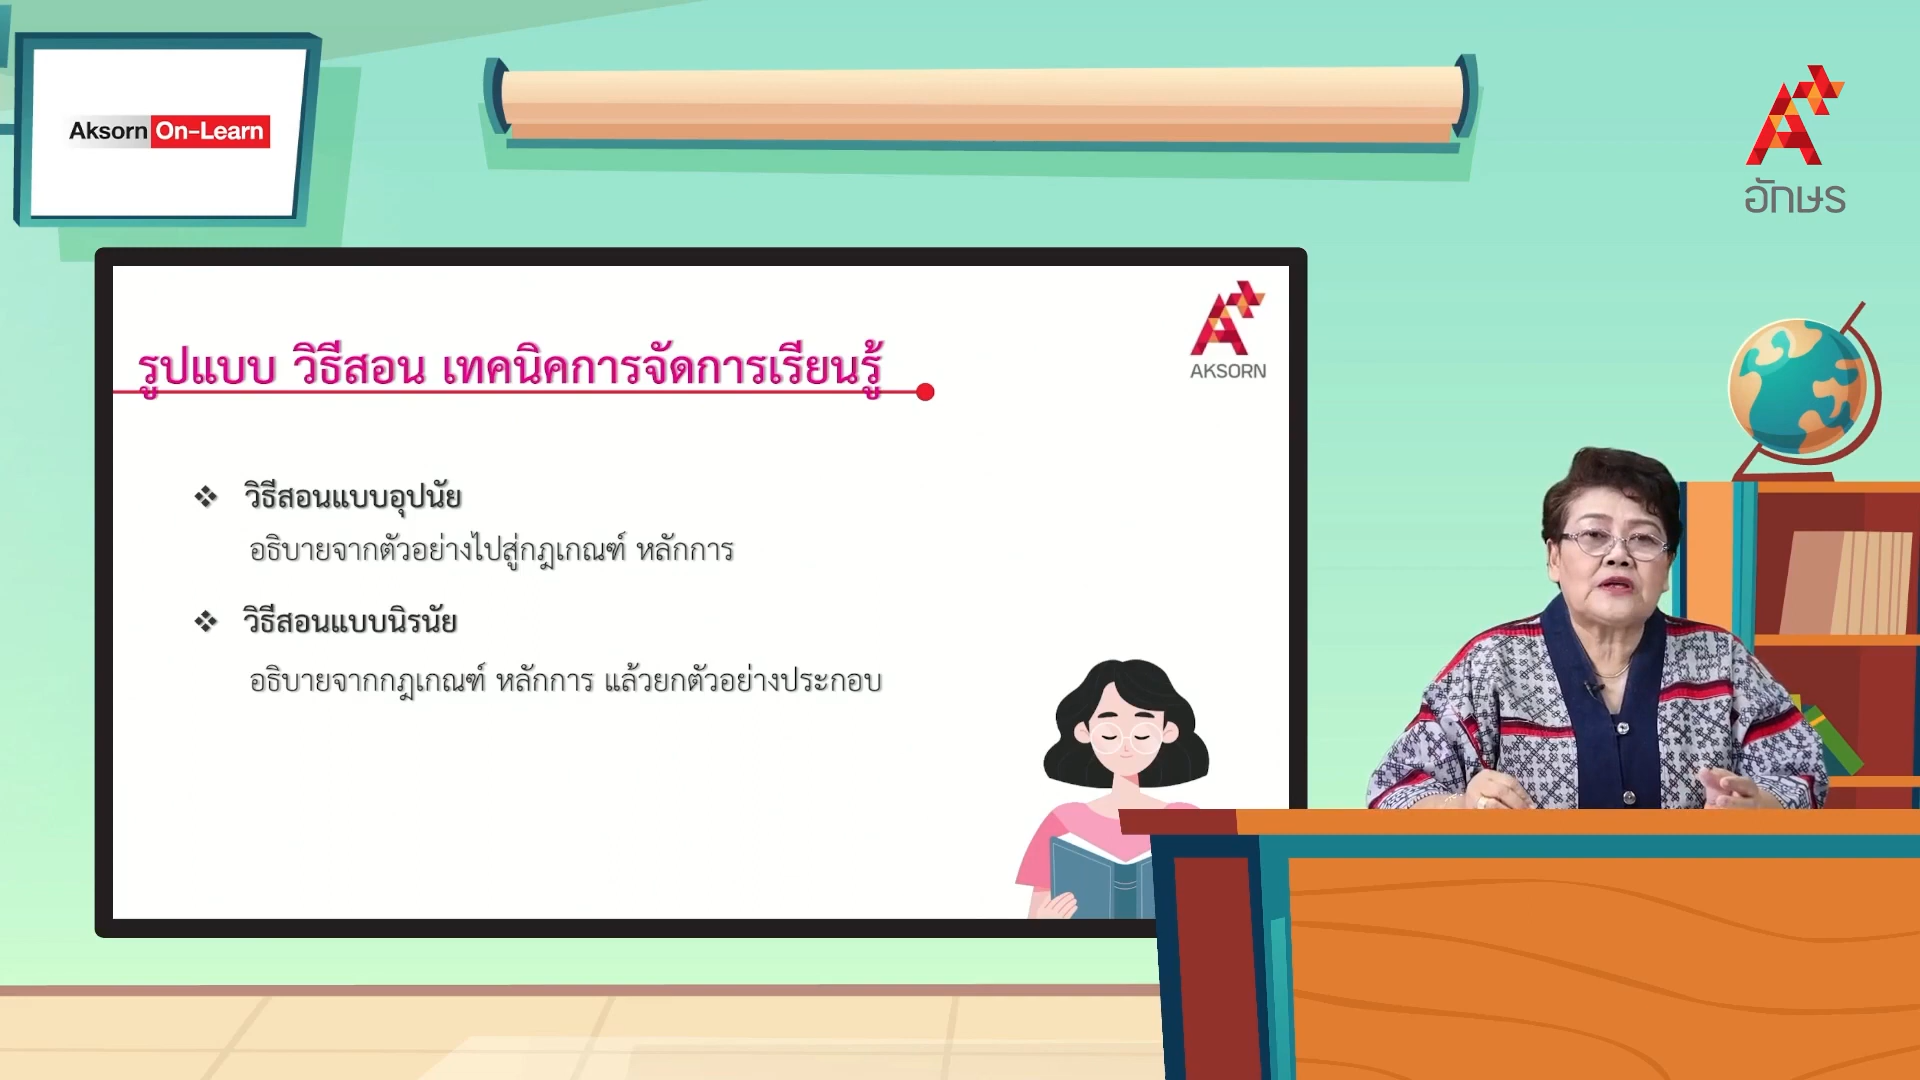 Aksorn On-Learn
อักษร
AKSORN
รูปแบบ วิธีสอน เทคนิคการจัดการเรียนรู้
❖ วิธีสอนแบบอุปนัย
อธิบายจากตัวอย่างไปสู่กฎเกณฑ์ หลักการ
❖ วิธีสอนแบบนิรนัย
อธิบายจากกฎเกณฑ์ หลักการ แล้วยกตัวอย่างประกอบ